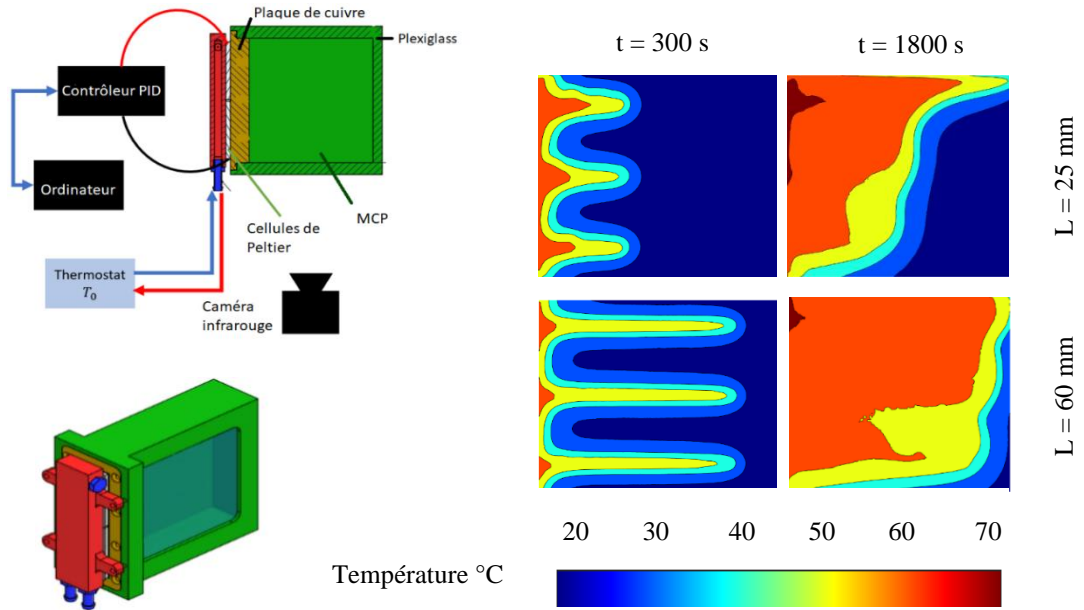 Plaque de cuivre
Plexiglass
Contrôleur PID
Ordinateur
MCP
Cellules de
Peltier
Thermostat
T₀
Caméra
infrarouge
t = 300 s
t = 1800 s
L = 25 mm
L = 60 mm
20 30 40 50 60 70
Température °C